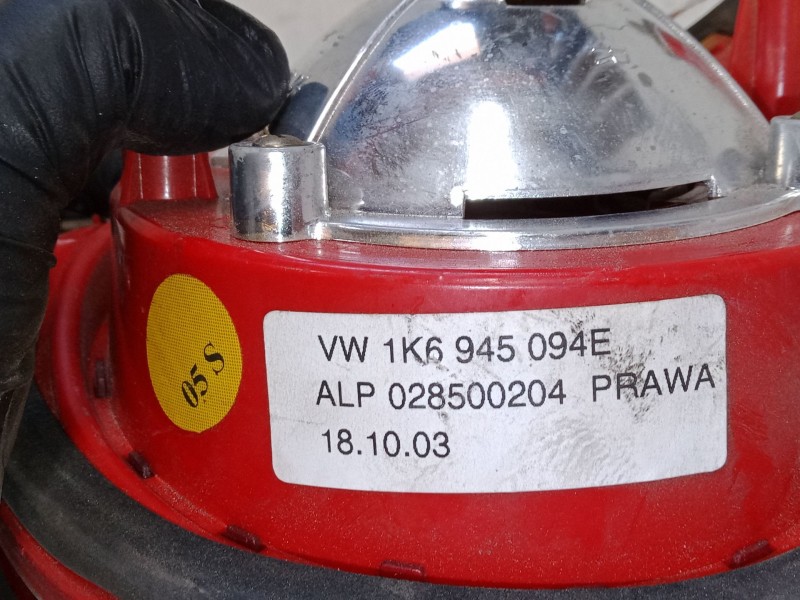 05 S
VW 1K6 945 094E
ALP 028500204 PRAWA
18.10.03